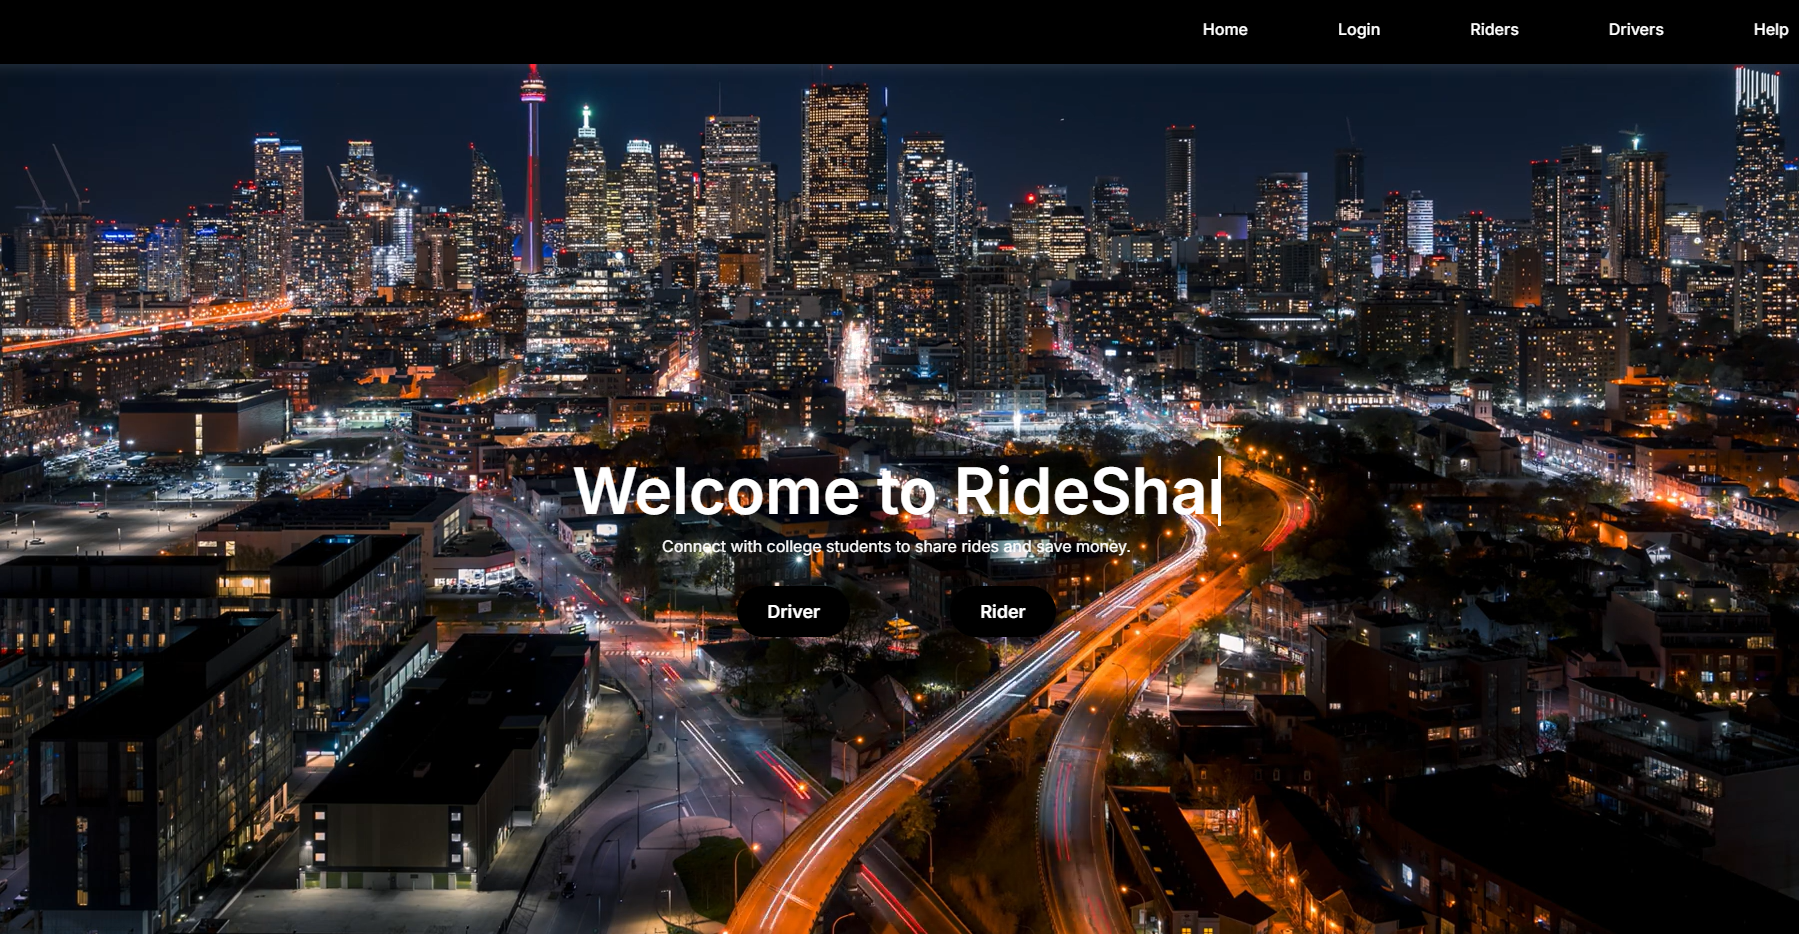 Home Login Riders Drivers Help
Welcome to RideShar
Connect with college students to share rides and save money.
Driver Rider